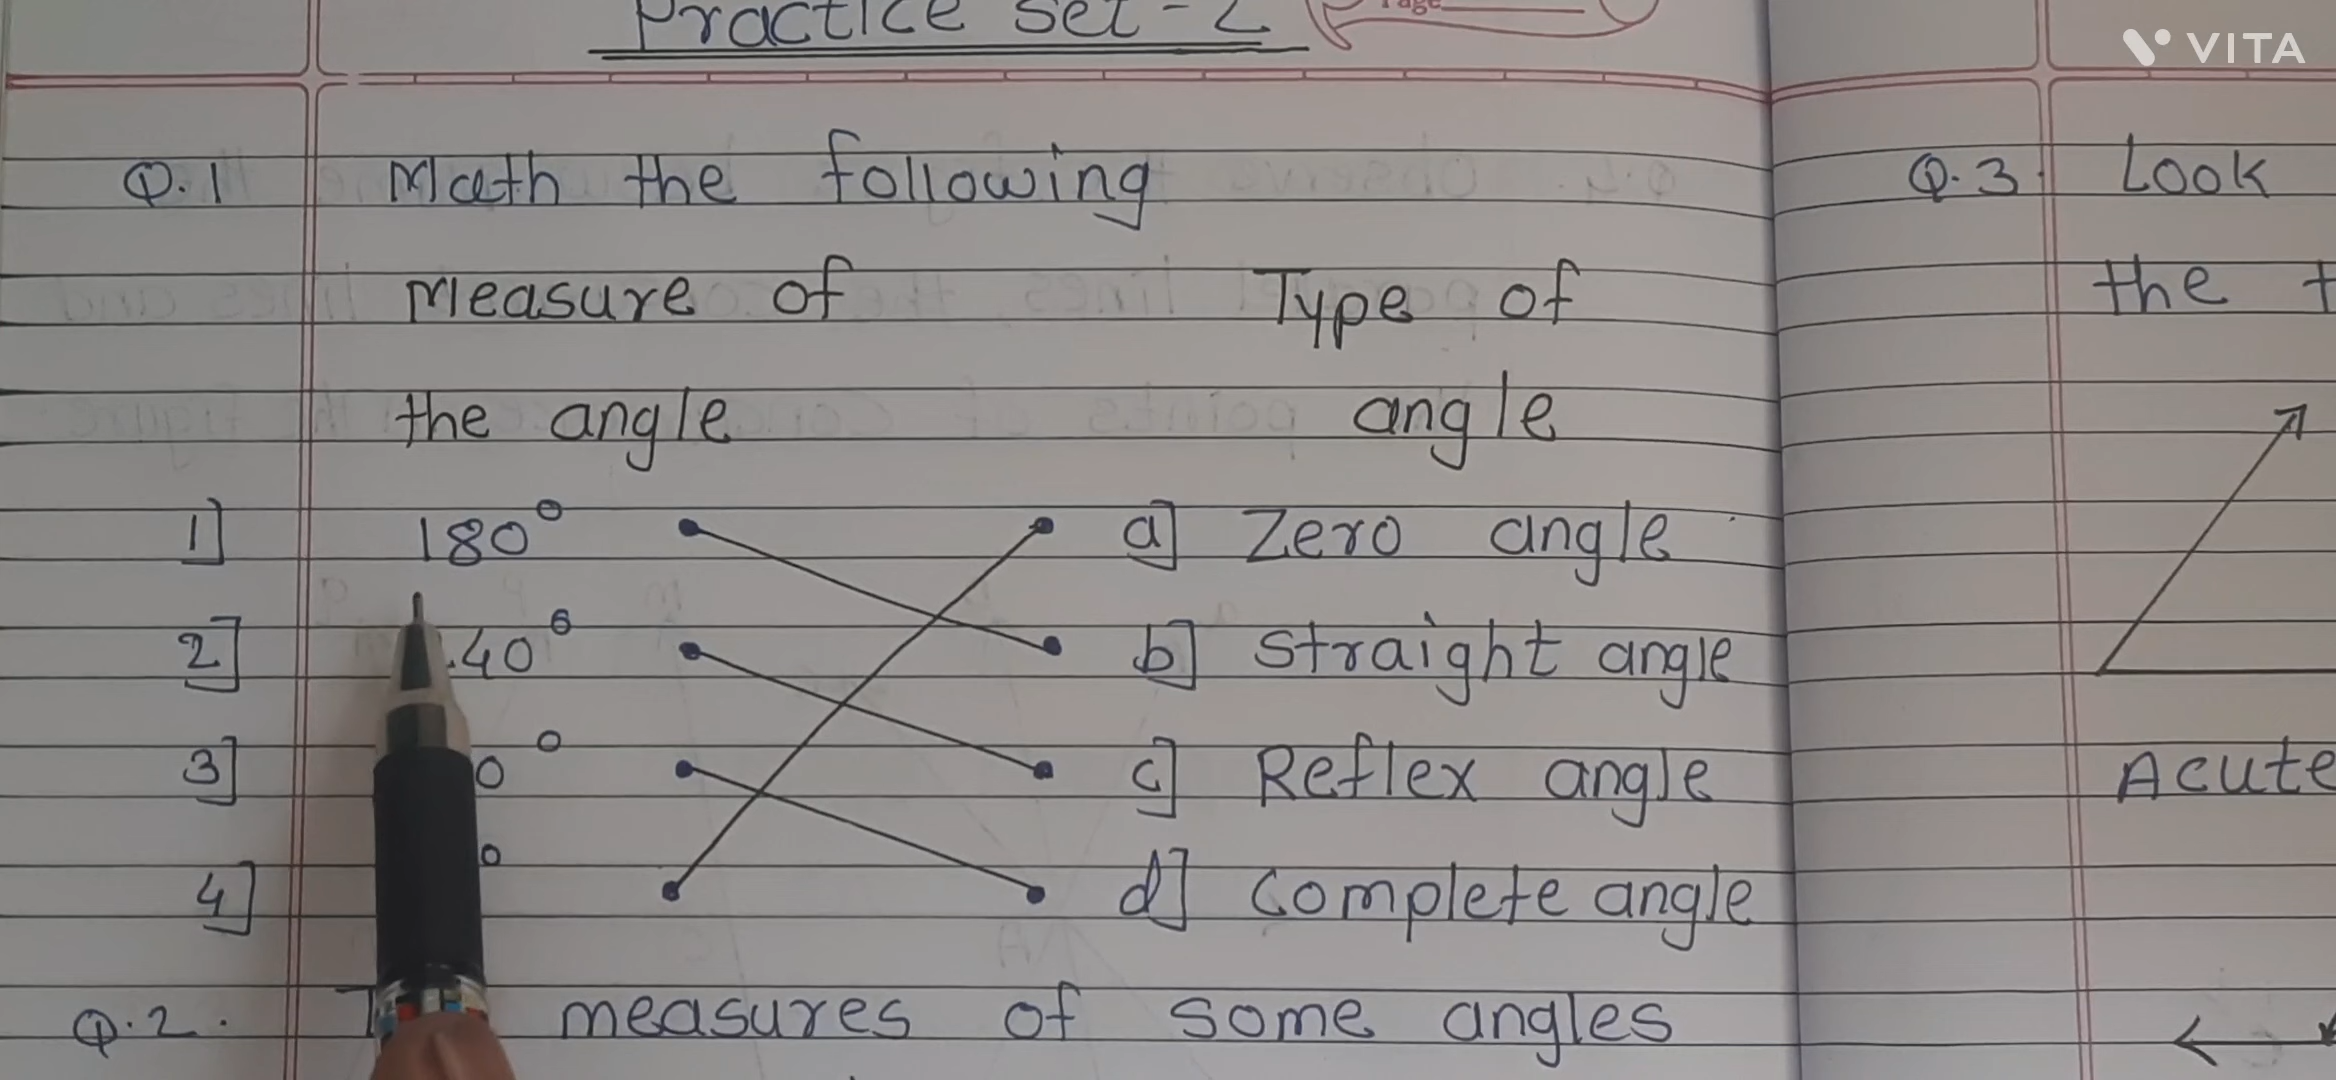 Practice Set - 2
Page
VITA
Q.1 Math the following
Measure of Type of
the angle angle
1] 180° a] Zero angle
2] 40° b] Straight angle
3] 0° c] Reflex angle
4] ° d] Complete angle
Q.2. measures of some angles
Q.3 Look
the
Acute